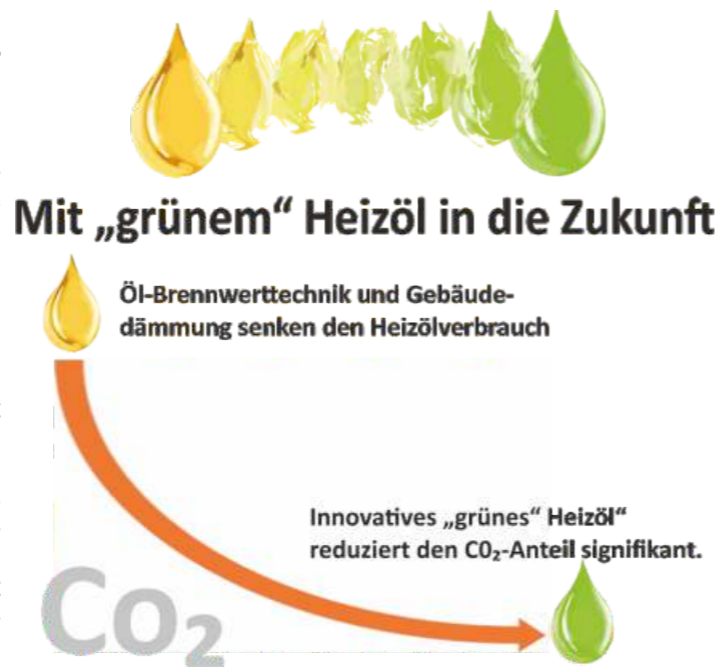 Mit „grünem“ Heizöl in die Zukunft
Öl-Brennwerttechnik und Gebäude-
dämmung senken den Heizölverbrauch
Innovatives „grünes“ Heizöl“
reduziert den C0₂-Anteil signifikant.
Co₂